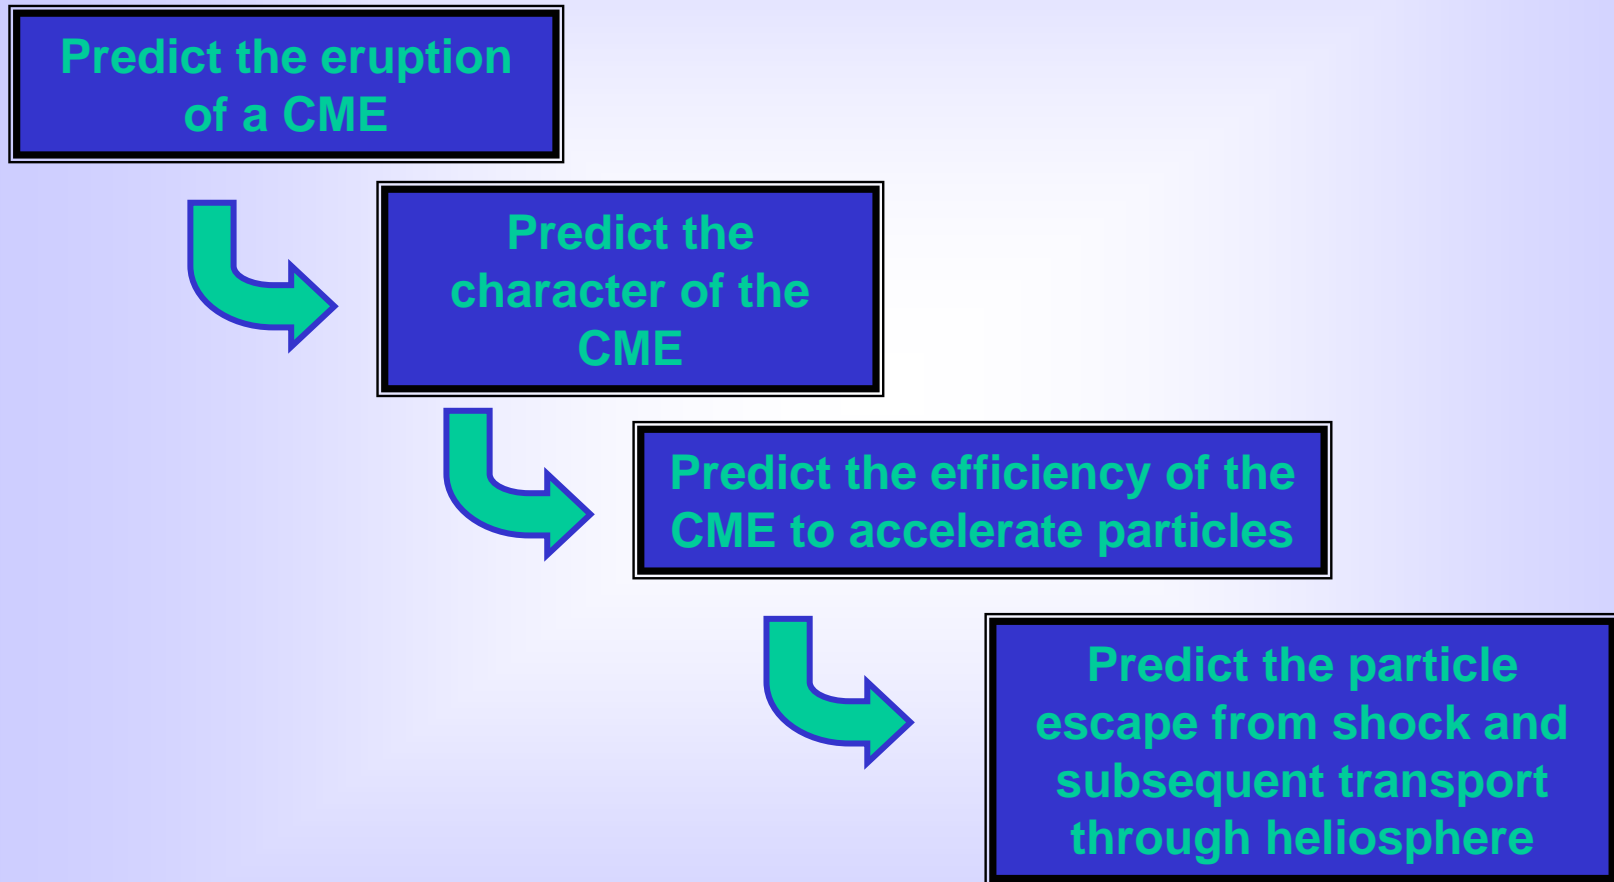 Predict the eruption
of a CME
Predict the
character of the
CME
Predict the efficiency of the
CME to accelerate particles
Predict the particle
escape from shock and
subsequent transport
through heliosphere